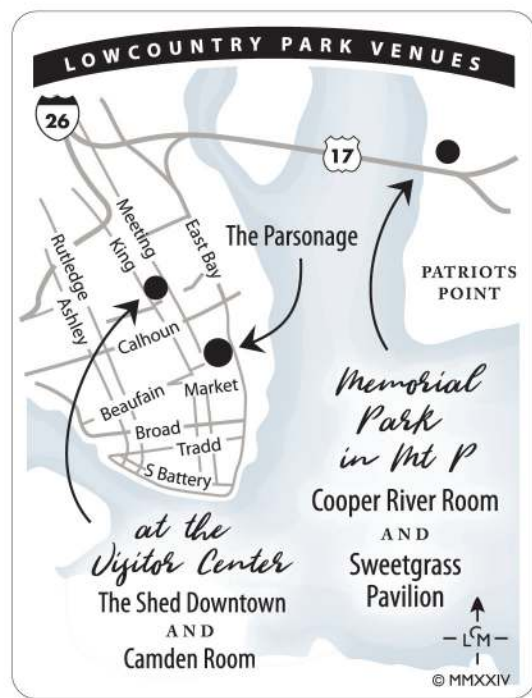 LOWCOUNTRY PARK VENUES
26
17
Meeting
King
East Bay
Rutledge
Ashley
The Parsonage
PATRIOTS
POINT
Calhoun
Beaufain
Market
Broad
Tradd
S Battery
Memorial
Park
in Mt P
Cooper River Room
AND
Sweetgrass
Pavilion
at the
Visitor Center
The Shed Downtown
AND
Camden Room
LCM
© MMXXIV